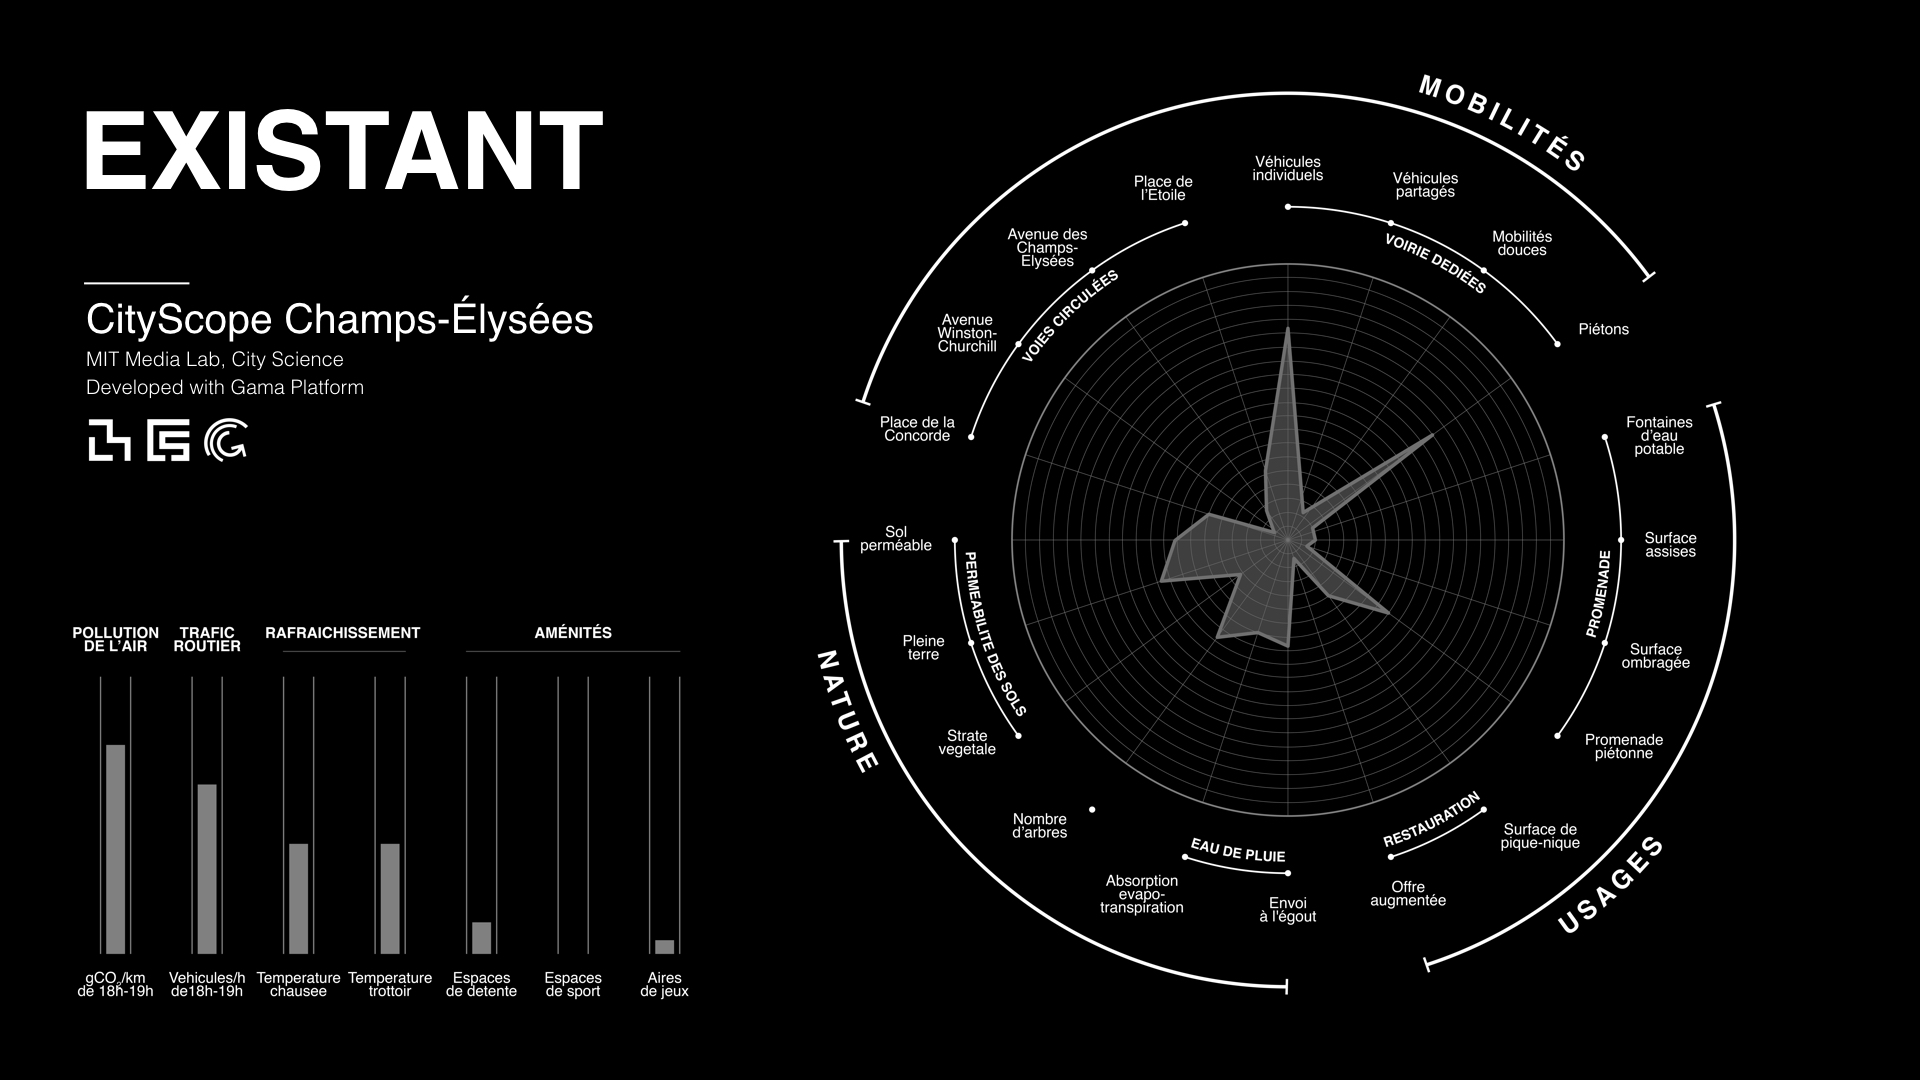 EXISTANT
CityScope Champs-Élysées
MIT Media Lab, City Science
Developed with Gama Platform
POLLUTION
DE L'AIR
TRAFIC
ROUTIER
RAFRAICHISSEMENT
AMÉNITÉS
gCO₂/km
de 18h-19h
Vehicules/h
de18h-19h
Temperature
chausee
Temperature
trottoir
Espaces
de detente
Espaces
de sport
Aires
de jeux
MOBILITÉS
Véhicules
individuels
Véhicules
partagés
Mobilités
douces
Piétons
VOIRIE DEDIÉES
Place de
l'Etoile
Avenue des
Champs-
Elysées
Avenue
Winston-
Churchill
Place de la
Concorde
VOIES CIRCULÉES
Fontaines
d'eau
potable
Surface
assises
Surface
ombragée
Promenade
piétonne
PROMENADE
Surface de
pique-nique
Offre
augmentée
RESTAURATION
USAGES
Sol
perméable
Pleine
terre
Strate
vegetale
PERMEABILITE DES SOLS
Nombre
d'arbres
Absorption
evapo-
transpiration
Envoi
à l'égout
EAU DE PLUIE
NATURE